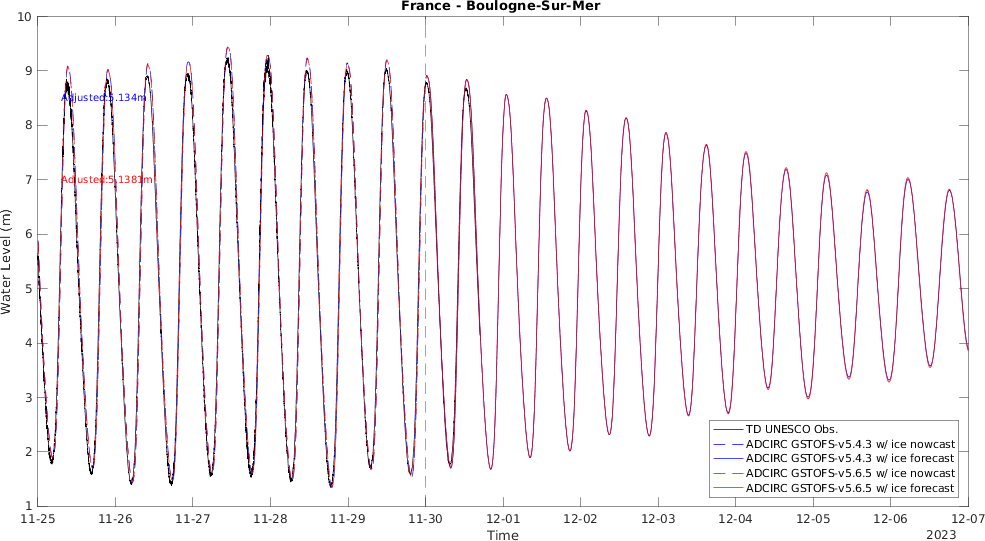 France - Boulogne-Sur-Mer
10
9
8
7
6
5
4
3
2
1
Water Level (m)
Adjusted:5.134m
Adjusted:5.1381m
TD UNESCO Obs.
ADCIRC GSTOFS-v5.4.3 w/ ice nowcast
ADCIRC GSTOFS-v5.4.3 w/ ice forecast
ADCIRC GSTOFS-v5.6.5 w/ ice nowcast
ADCIRC GSTOFS-v5.6.5 w/ ice forecast
11-25 11-26 11-27 11-28 11-29 11-30 12-01 12-02 12-03 12-04 12-05 12-06 12-07
Time
2023